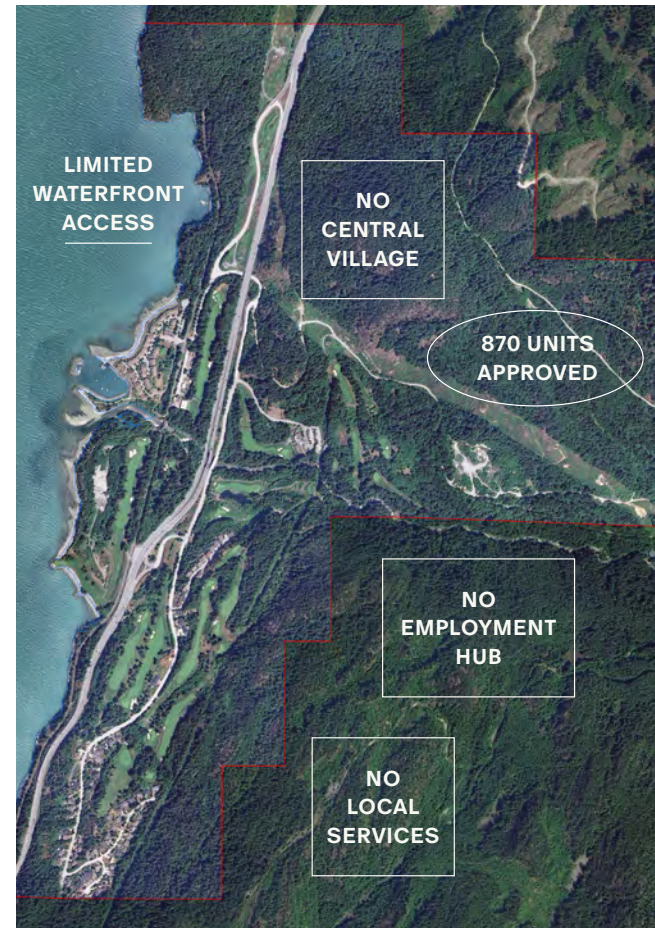 LIMITED
WATERFRONT
ACCESS
NO
CENTRAL
VILLAGE
870 UNITS
APPROVED
NO
EMPLOYMENT
HUB
NO
LOCAL
SERVICES